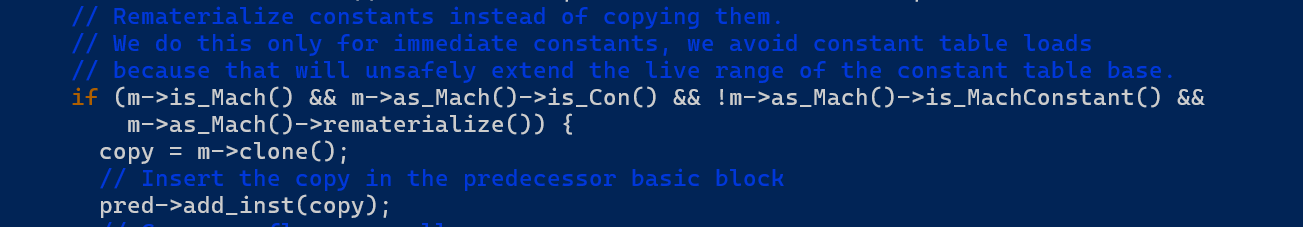 // Rematerialize constants instead of copying them.
// We do this only for immediate constants, we avoid constant table loads
// because that will unsafely extend the live range of the constant table base.
if (m->is_Mach() && m->as_Mach()->is_Con() && !m->as_Mach()->is_MachConstant() &&
m->as_Mach()->rematerialize()) {
copy = m->clone();
// Insert the copy in the predecessor basic block
pred->add_inst(copy);